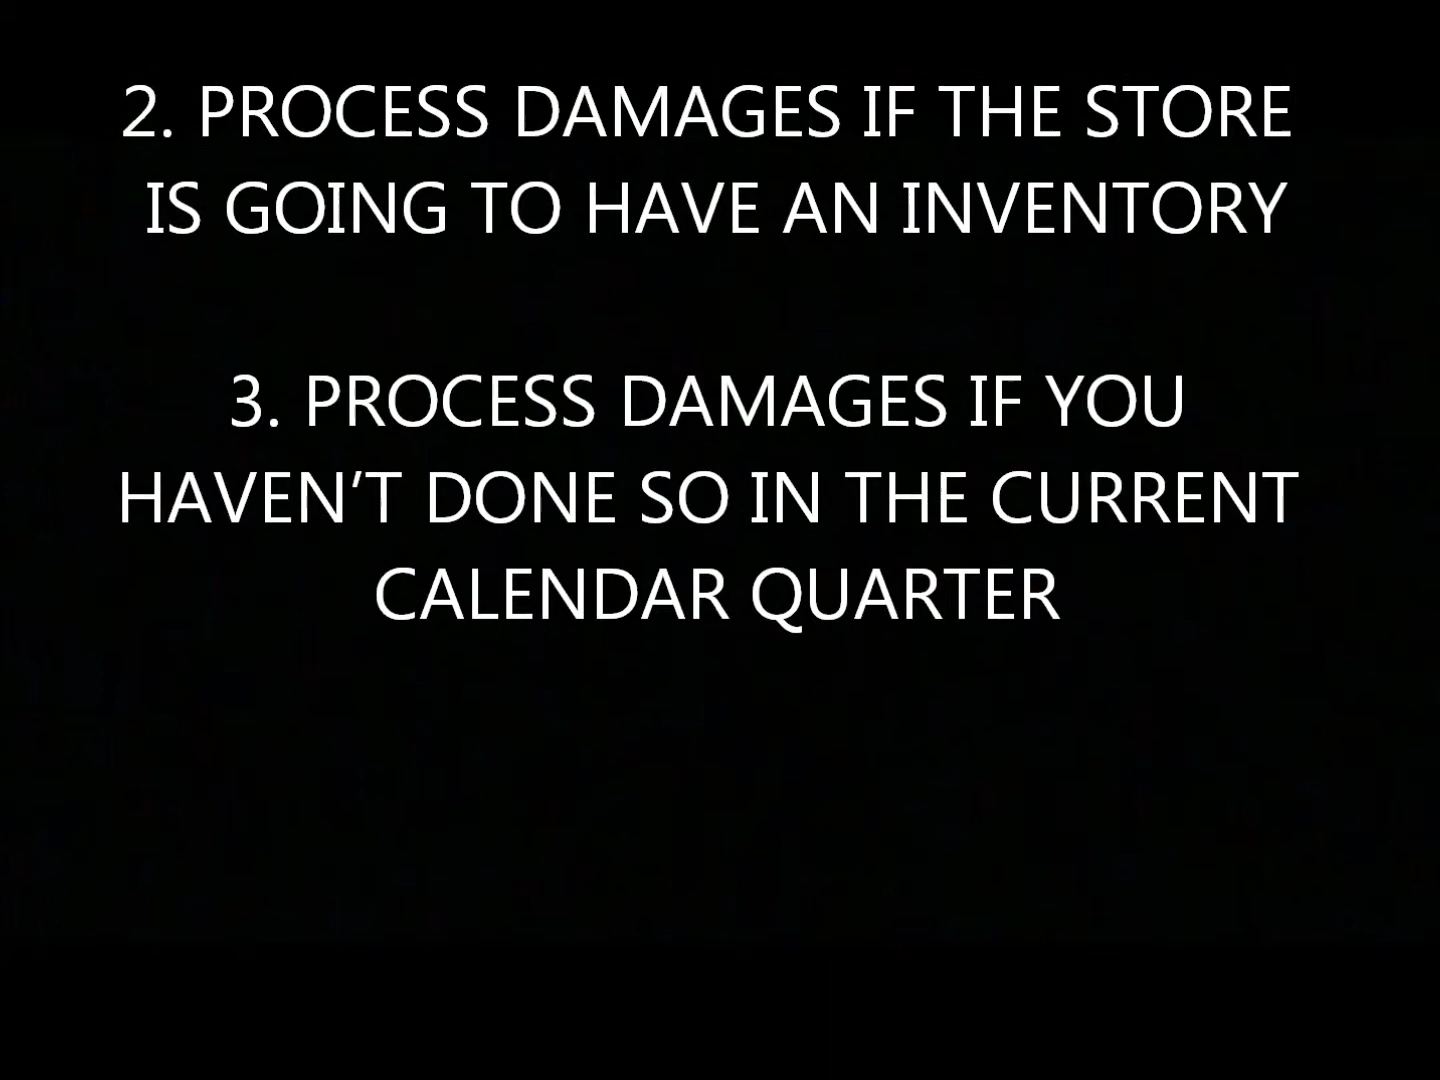 2. PROCESS DAMAGES IF THE STORE
IS GOING TO HAVE AN INVENTORY
3. PROCESS DAMAGES IF YOU
HAVEN’T DONE SO IN THE CURRENT
CALENDAR QUARTER